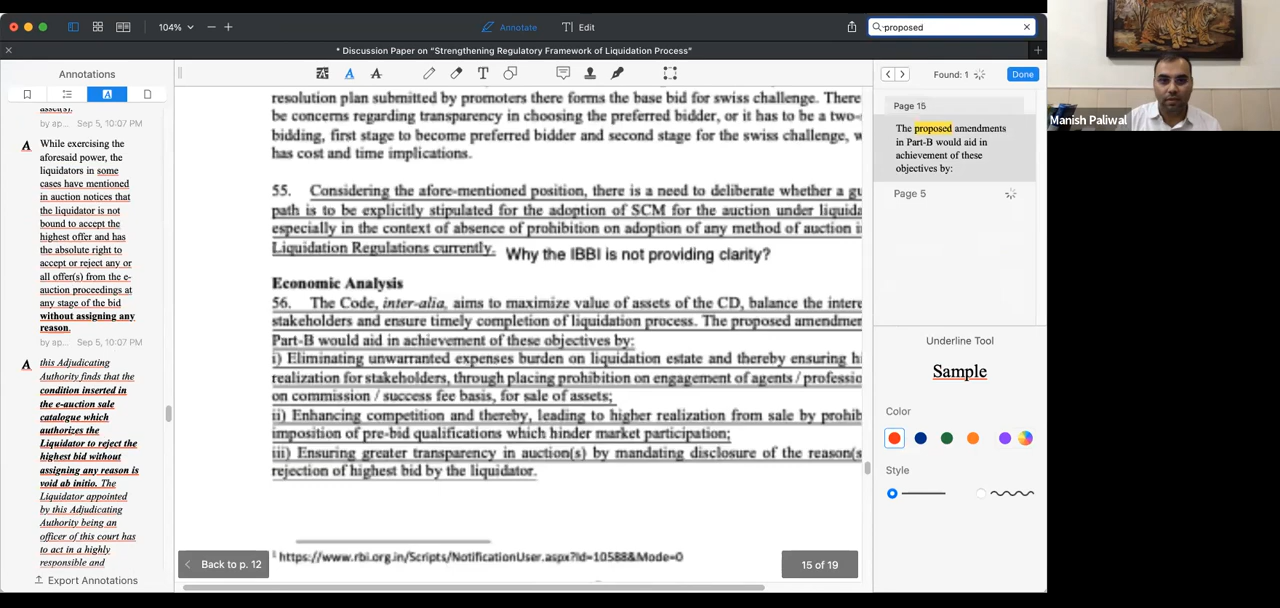 104%
Annotate
Edit
proposed
* Discussion Paper on “Strengthening Regulatory Framework of Liquidation Process”
Annotations
asset(s).
by ap... Sep 5, 10:07 PM
A While exercising the
aforesaid power, the
liquidators in some
cases have mentioned
in auction notices that
the liquidator is not
bound to accept the
highest offer and has
the absolute right to
accept or reject any or
all offer(s) from the e-
auction proceedings at
any stage of the bid
without assigning any
reason.
by ap... Sep 5, 10:07 PM
A this Adjudicating
Authority finds that the
condition inserted in
the e-auction sale
catalogue which
authorizes the
Liquidator to reject the
highest bid without
assigning any reason is
void ab initio. The
Liquidator appointed
by this Adjudicating
Authority being an
officer of this court has
to act in a highly
responsible and
Export Annotations
resolution plan submitted by promoters there forms the base bid for swiss challenge. There
be concerns regarding transparency in choosing the preferred bidder, or it has to be a two-
bidding, first stage to become preferred bidder and second stage for the swiss challenge, w
has cost and time implications.
55. Considering the afore-mentioned position, there is a need to deliberate whether a gu
path is to be explicitly stipulated for the adoption of SCM for the auction under liquida
especially in the context of absence of prohibition on adoption of any method of auction i
Liquidation Regulations currently. Why the IBBI is not providing clarity?
Economic Analysis
56. The Code, inter-alia, aims to maximize value of assets of the CD, balance the intere
stakeholders and ensure timely completion of liquidation process. The proposed amendmen
Part-B would aid in achievement of these objectives by:
i) Eliminating unwarranted expenses burden on liquidation estate and thereby ensuring hi
realization for stakeholders, through placing prohibition on engagement of agents / professio
on commission / success fee basis, for sale of assets;
ii) Enhancing competition and thereby, leading to higher realization from sale by prohib
imposition of pre-bid qualifications which hinder market participation;
iii) Ensuring greater transparency in auction(s) by mandating disclosure of the reason(s
rejection of highest bid by the liquidator.
https://www.rbi.org.in/Scripts/NotificationUser.aspx?Id=10588&Mode=0
Back to p. 12
15 of 19
Found: 1
Done
Page 15
The proposed amendments
in Part-B would aid in
achievement of these
objectives by:
Page 5
Underline Tool
Sample
Color
Style
Manish Paliwal